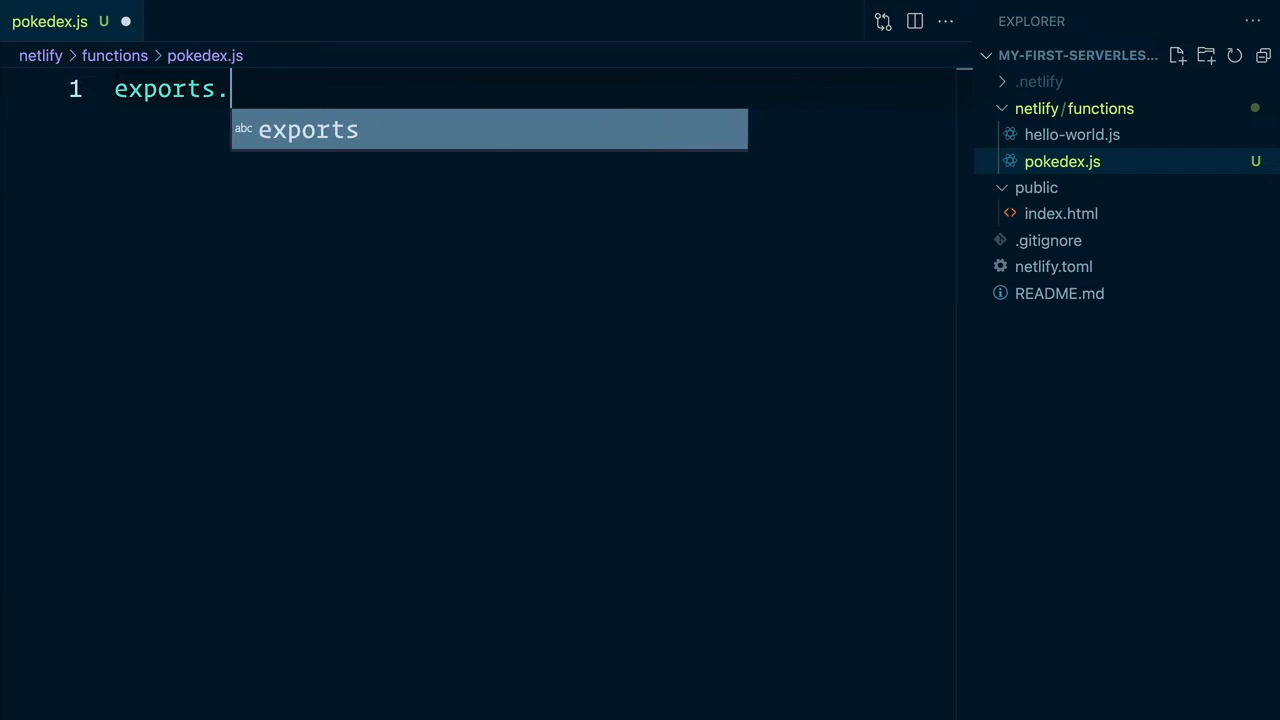 pokedex.js U
netlify > functions > pokedex.js
1 exports.
abc exports
EXPLORER
MY-FIRST-SERVERLES...
.netlify
netlify/functions
hello-world.js
pokedex.js U
public
index.html
.gitignore
netlify.toml
README.md